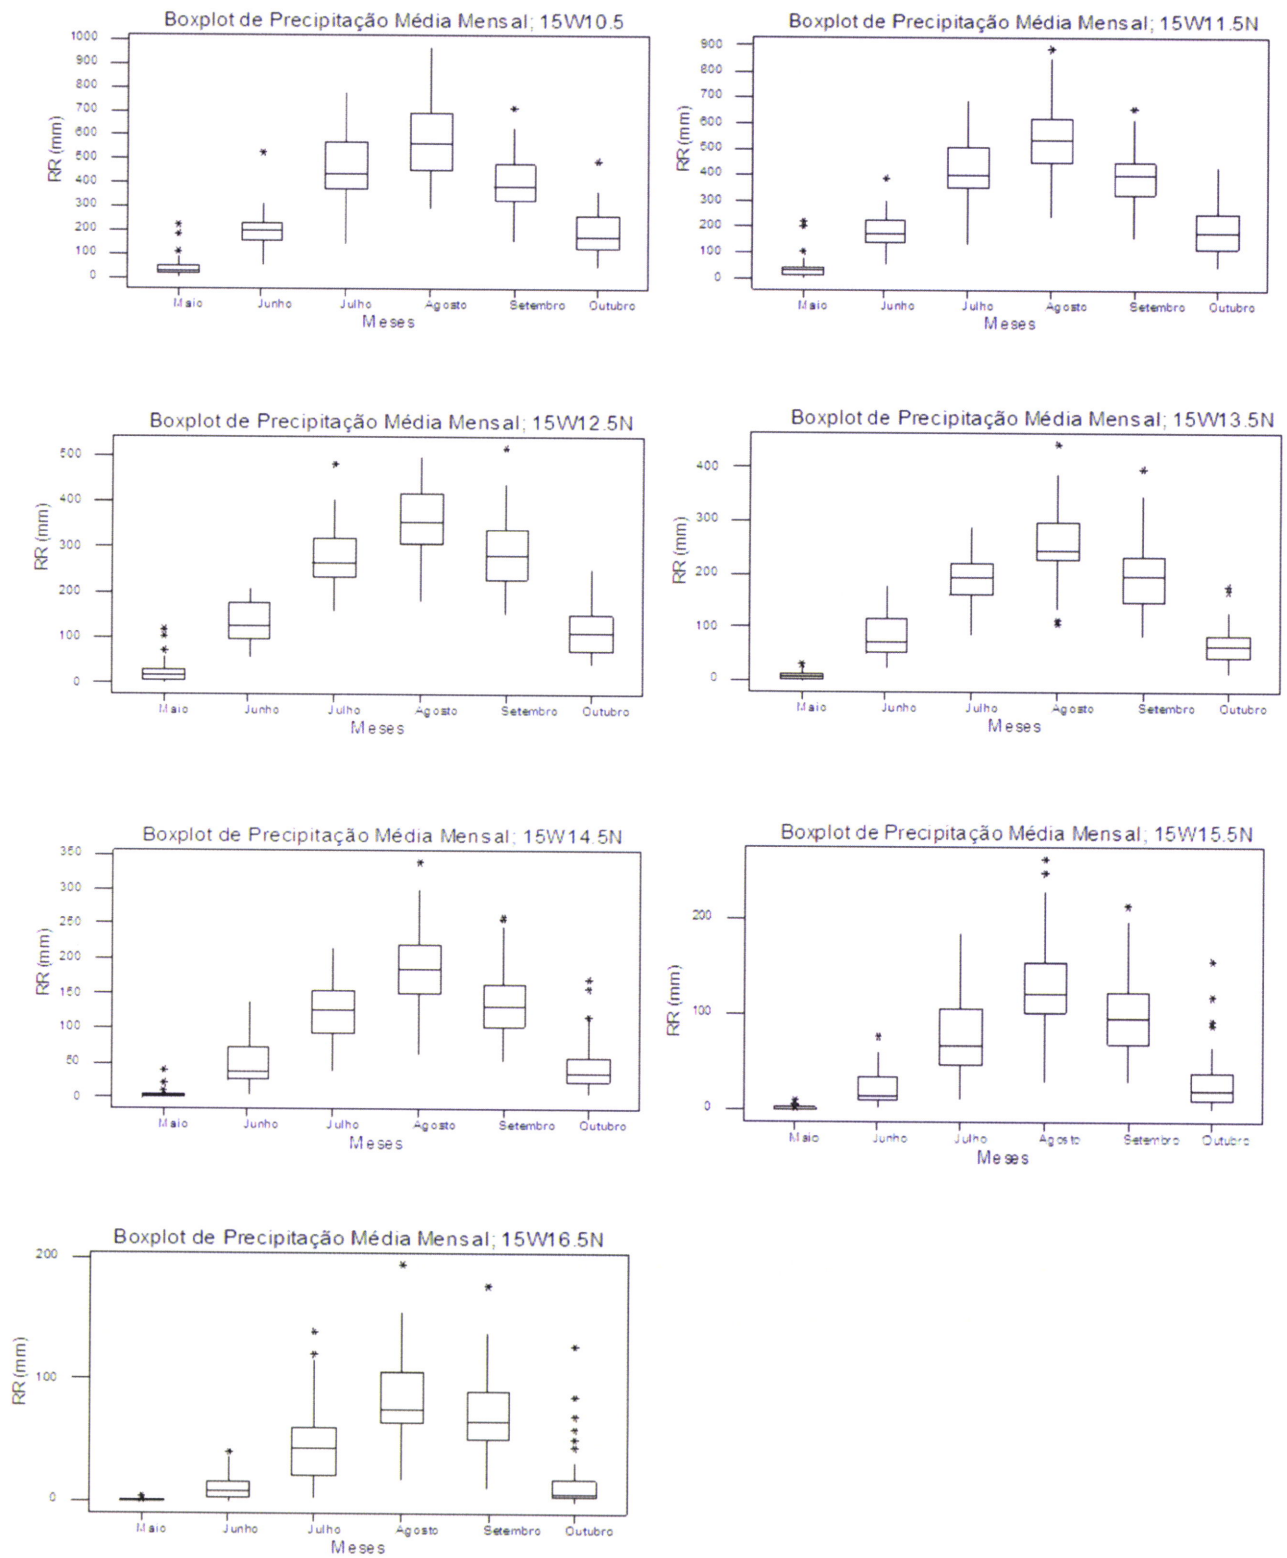 Boxplot de Precipitação Média Mensal; 15W10.5
1000
900
800
700
600
500
400
300
200
100
0
RR (mm)
Maio Junho Julho Agosto Setembro Outubro
Meses
Boxplot de Precipitação Média Mensal; 15W11.5N
900
800
700
600
500
400
300
200
100
0
RR (mm)
Maio Junho Julho Agosto Setembro Outubro
Meses
Boxplot de Precipitação Média Mensal; 15W12.5N
500
400
300
200
100
0
RR (mm)
Maio Junho Julho Agosto Setembro Outubro
Meses
Boxplot de Precipitação Média Mensal; 15W13.5N
400
300
200
100
0
RR (mm)
Maio Junho Julho Agosto Setembro Outubro
Meses
Boxplot de Precipitação Média Mensal; 15W14.5N
350
300
250
200
150
100
50
0
RR (mm)
Maio Junho Julho Agosto Setembro Outubro
Meses
Boxplot de Precipitação Média Mensal; 15W15.5N
200
100
0
RR (mm)
Maio Junho Julho Agosto Setembro Outubro
Meses
Boxplot de Precipitação Média Mensal; 15W16.5N
200
100
0
RR (mm)
Maio Junho Julho Agosto Setembro Outubro
Meses